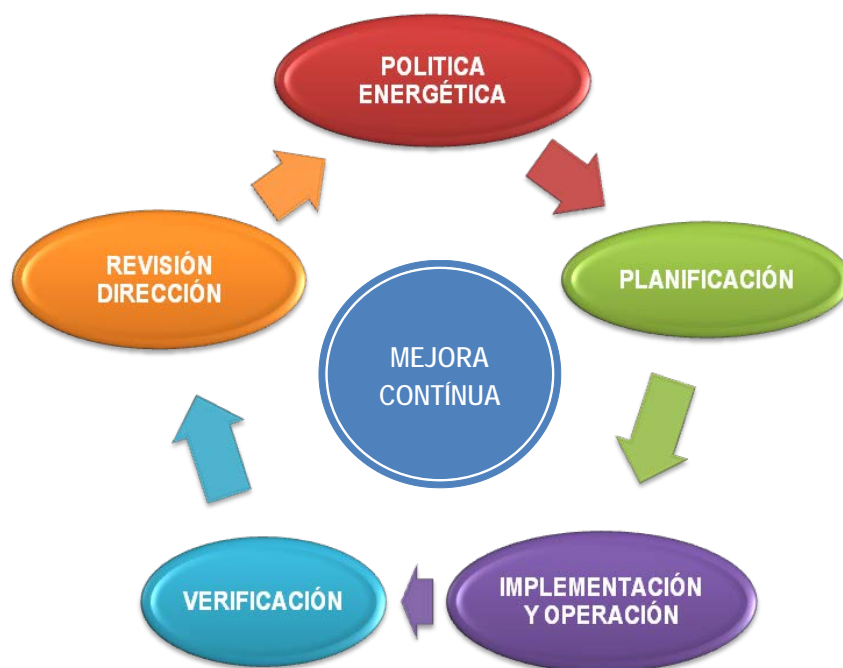 POLITICA
ENERGÉTICA
PLANIFICACIÓN
IMPLEMENTACIÓN
Y OPERACIÓN
VERIFICACIÓN
REVISIÓN
DIRECCIÓN
MEJORA
CONTÍNUA